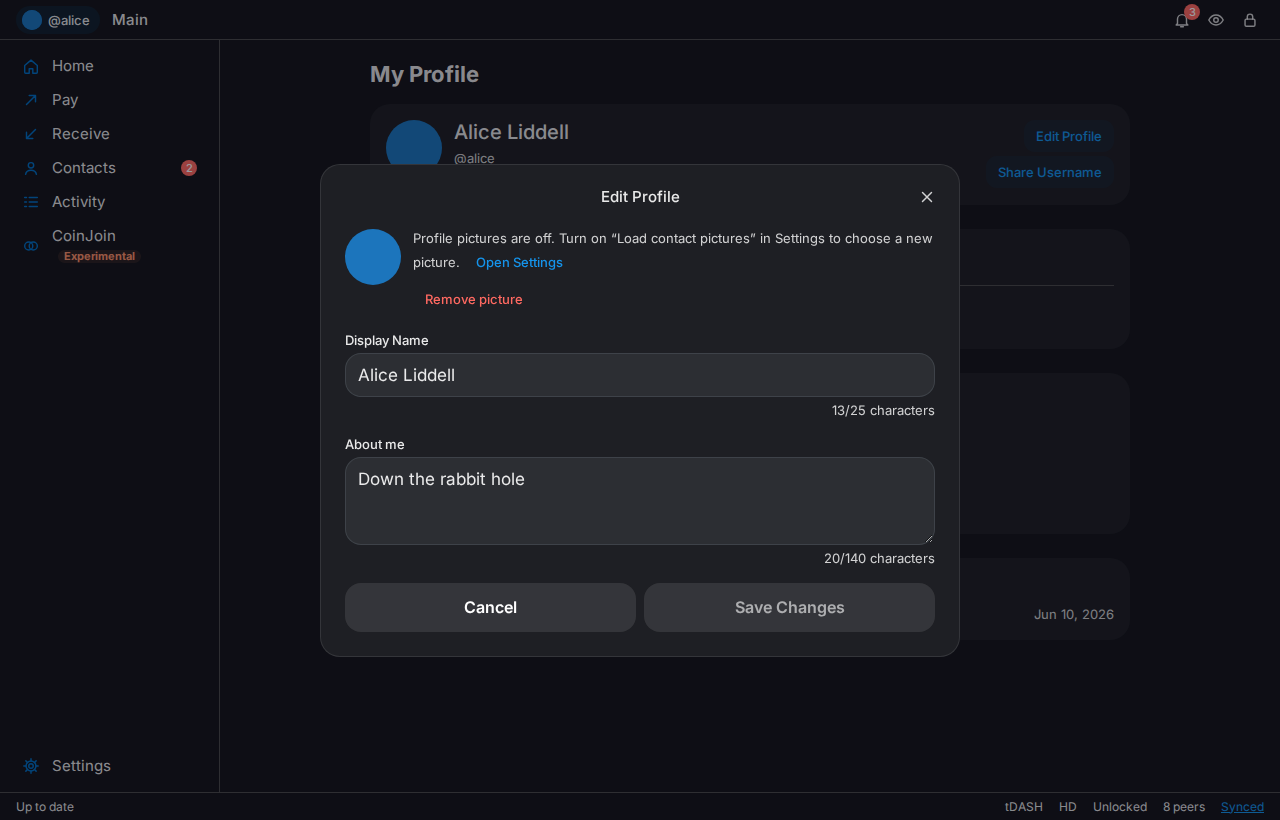 @alice Main 3
Home
Pay
Receive
Contacts 2
Activity
CoinJoin
Experimental
Settings
My Profile
Alice Liddell
@alice
Edit Profile
Share Username
Jun 10, 2026
Edit Profile
Profile pictures are off. Turn on “Load contact pictures” in Settings to choose a new
picture. Open Settings
Remove picture
Display Name
Alice Liddell
13/25 characters
About me
Down the rabbit hole
20/140 characters
Cancel Save Changes
Up to date tDASH HD Unlocked 8 peers Synced